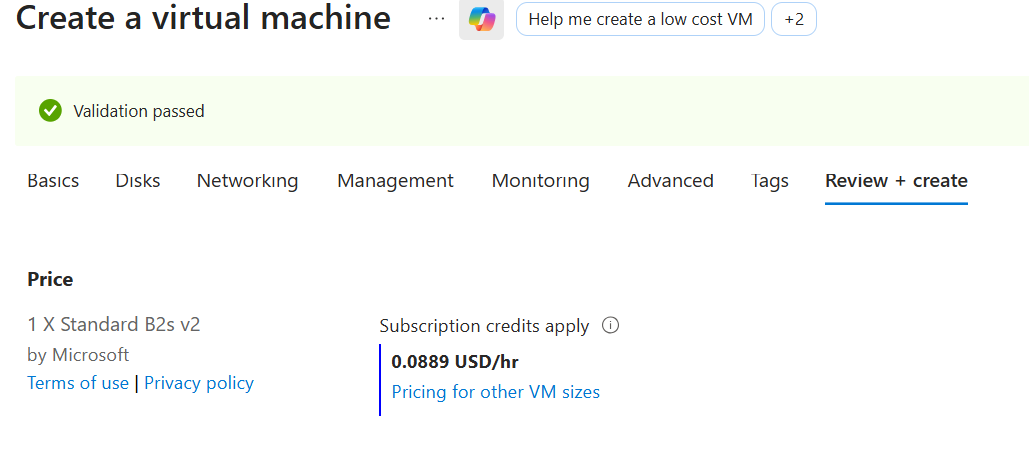 Create a virtual machine ... Help me create a low cost VM +2
Validation passed
Basics Disks Networking Management Monitoring Advanced Tags Review + create
Price
1 X Standard B2s v2
by Microsoft
Terms of use | Privacy policy
Subscription credits apply
0.0889 USD/hr
Pricing for other VM sizes